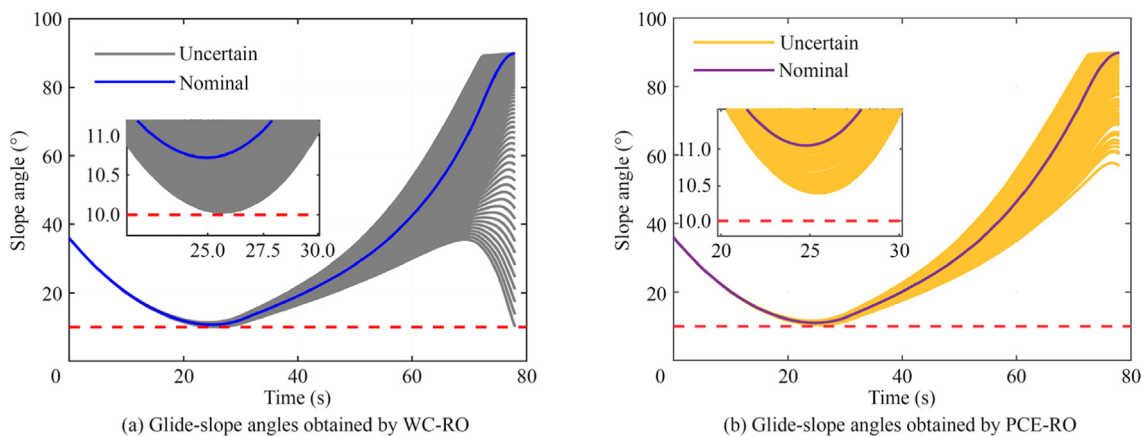 100
80
60
40
20
0
Slope angle (°)
Uncertain
Nominal
11.0
10.5
10.0
25.0 27.5 30.0
20 40 60 80
Time (s)
(a) Glide-slope angles obtained by WC-RO
100
80
60
40
20
0
Slope angle (°)
Uncertain
Nominal
11.0
10.5
10.0
20 25 30
20 40 60 80
Time (s)
(b) Glide-slope angles obtained by PCE-RO